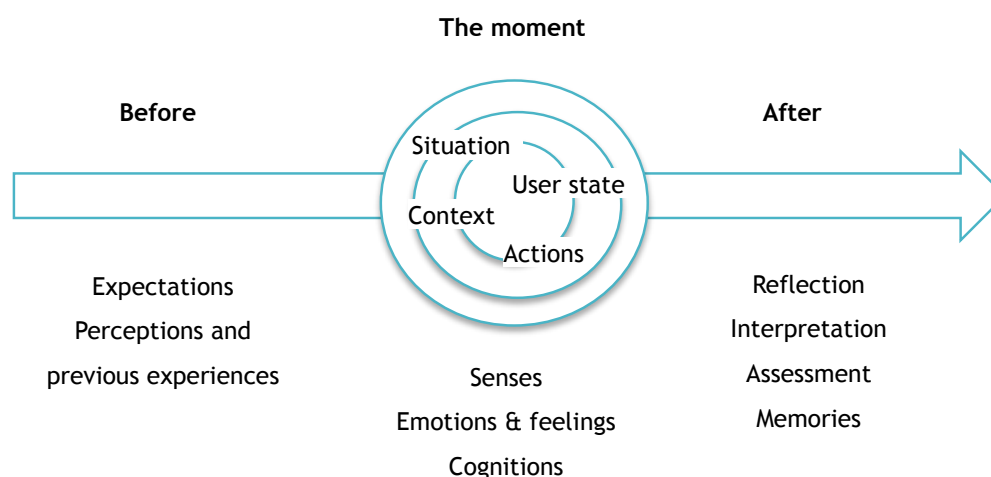 The moment
Before
After
Situation
User state
Context
Actions
Expectations
Perceptions and
previous experiences
Senses
Emotions & feelings
Cognitions
Reflection
Interpretation
Assessment
Memories